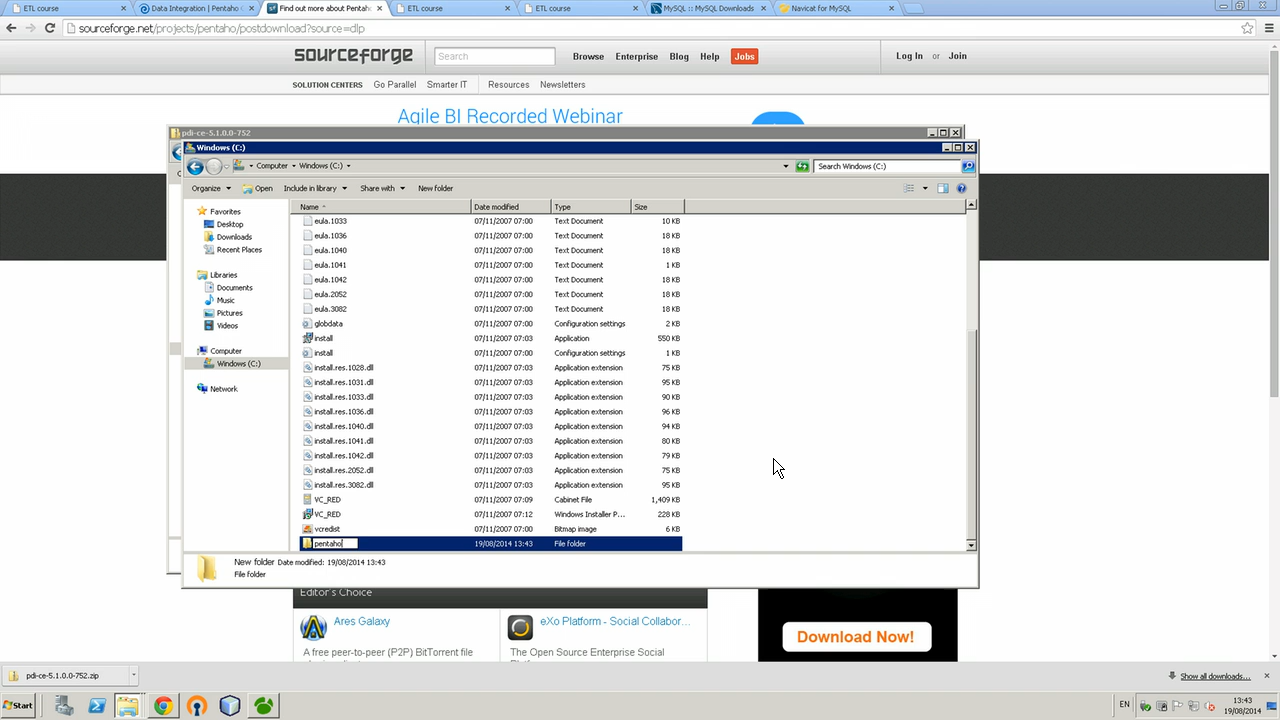 ETL course
Data Integration | Pentaho
Find out more about Pentah
ETL course
ETL course
MySQL :: MySQL Downloads
Navicat for MySQL
sourceforge.net/projects/pentaho/postdownload?source=dlp
sourceforge
Search
Browse Enterprise Blog Help Jobs
Log In or Join
SOLUTION CENTERS Go Parallel Smarter IT Resources Newsletters
Agile BI Recorded Webinar
pdi-ce-5.1.0.0-752
Windows (C:)
Computer Windows (C:)
Search Windows (C:)
Organize Open Include in library Share with New folder
Name Date modified Type Size
Favorites
Desktop
Downloads
Recent Places
Libraries
Documents
Music
Pictures
Videos
Computer
Windows (C:)
Network
eula.1033 07/11/2007 07:00 Text Document 10 KB
eula.1036 07/11/2007 07:00 Text Document 18 KB
eula.1040 07/11/2007 07:00 Text Document 18 KB
eula.1041 07/11/2007 07:00 Text Document 1 KB
eula.1042 07/11/2007 07:00 Text Document 18 KB
eula.2052 07/11/2007 07:00 Text Document 18 KB
eula.3082 07/11/2007 07:00 Text Document 18 KB
globdata 07/11/2007 07:00 Configuration settings 2 KB
install 07/11/2007 07:03 Application 550 KB
install 07/11/2007 07:00 Configuration settings 1 KB
install.res.1028.dll 07/11/2007 07:03 Application extension 75 KB
install.res.1031.dll 07/11/2007 07:03 Application extension 95 KB
install.res.1033.dll 07/11/2007 07:03 Application extension 90 KB
install.res.1036.dll 07/11/2007 07:03 Application extension 96 KB
install.res.1040.dll 07/11/2007 07:03 Application extension 94 KB
install.res.1041.dll 07/11/2007 07:03 Application extension 80 KB
install.res.1042.dll 07/11/2007 07:03 Application extension 79 KB
install.res.2052.dll 07/11/2007 07:03 Application extension 75 KB
install.res.3082.dll 07/11/2007 07:03 Application extension 95 KB
VC_RED 07/11/2007 07:09 Cabinet File 1,409 KB
VC_RED 07/11/2007 07:12 Windows Installer P... 228 KB
vcredist 07/11/2007 07:00 Bitmap image 6 KB
pentaho 19/08/2014 13:43 File folder
New folder Date modified: 19/08/2014 13:43
File folder
Editor's Choice
Ares Galaxy
A free peer-to-peer (P2P) BitTorrent file
eXo Platform - Social Collabor...
The Open Source Enterprise Social
Download Now!
pdi-ce-5.1.0.0-752.zip
Show all downloads...
Start
EN
13:43
19/08/2014